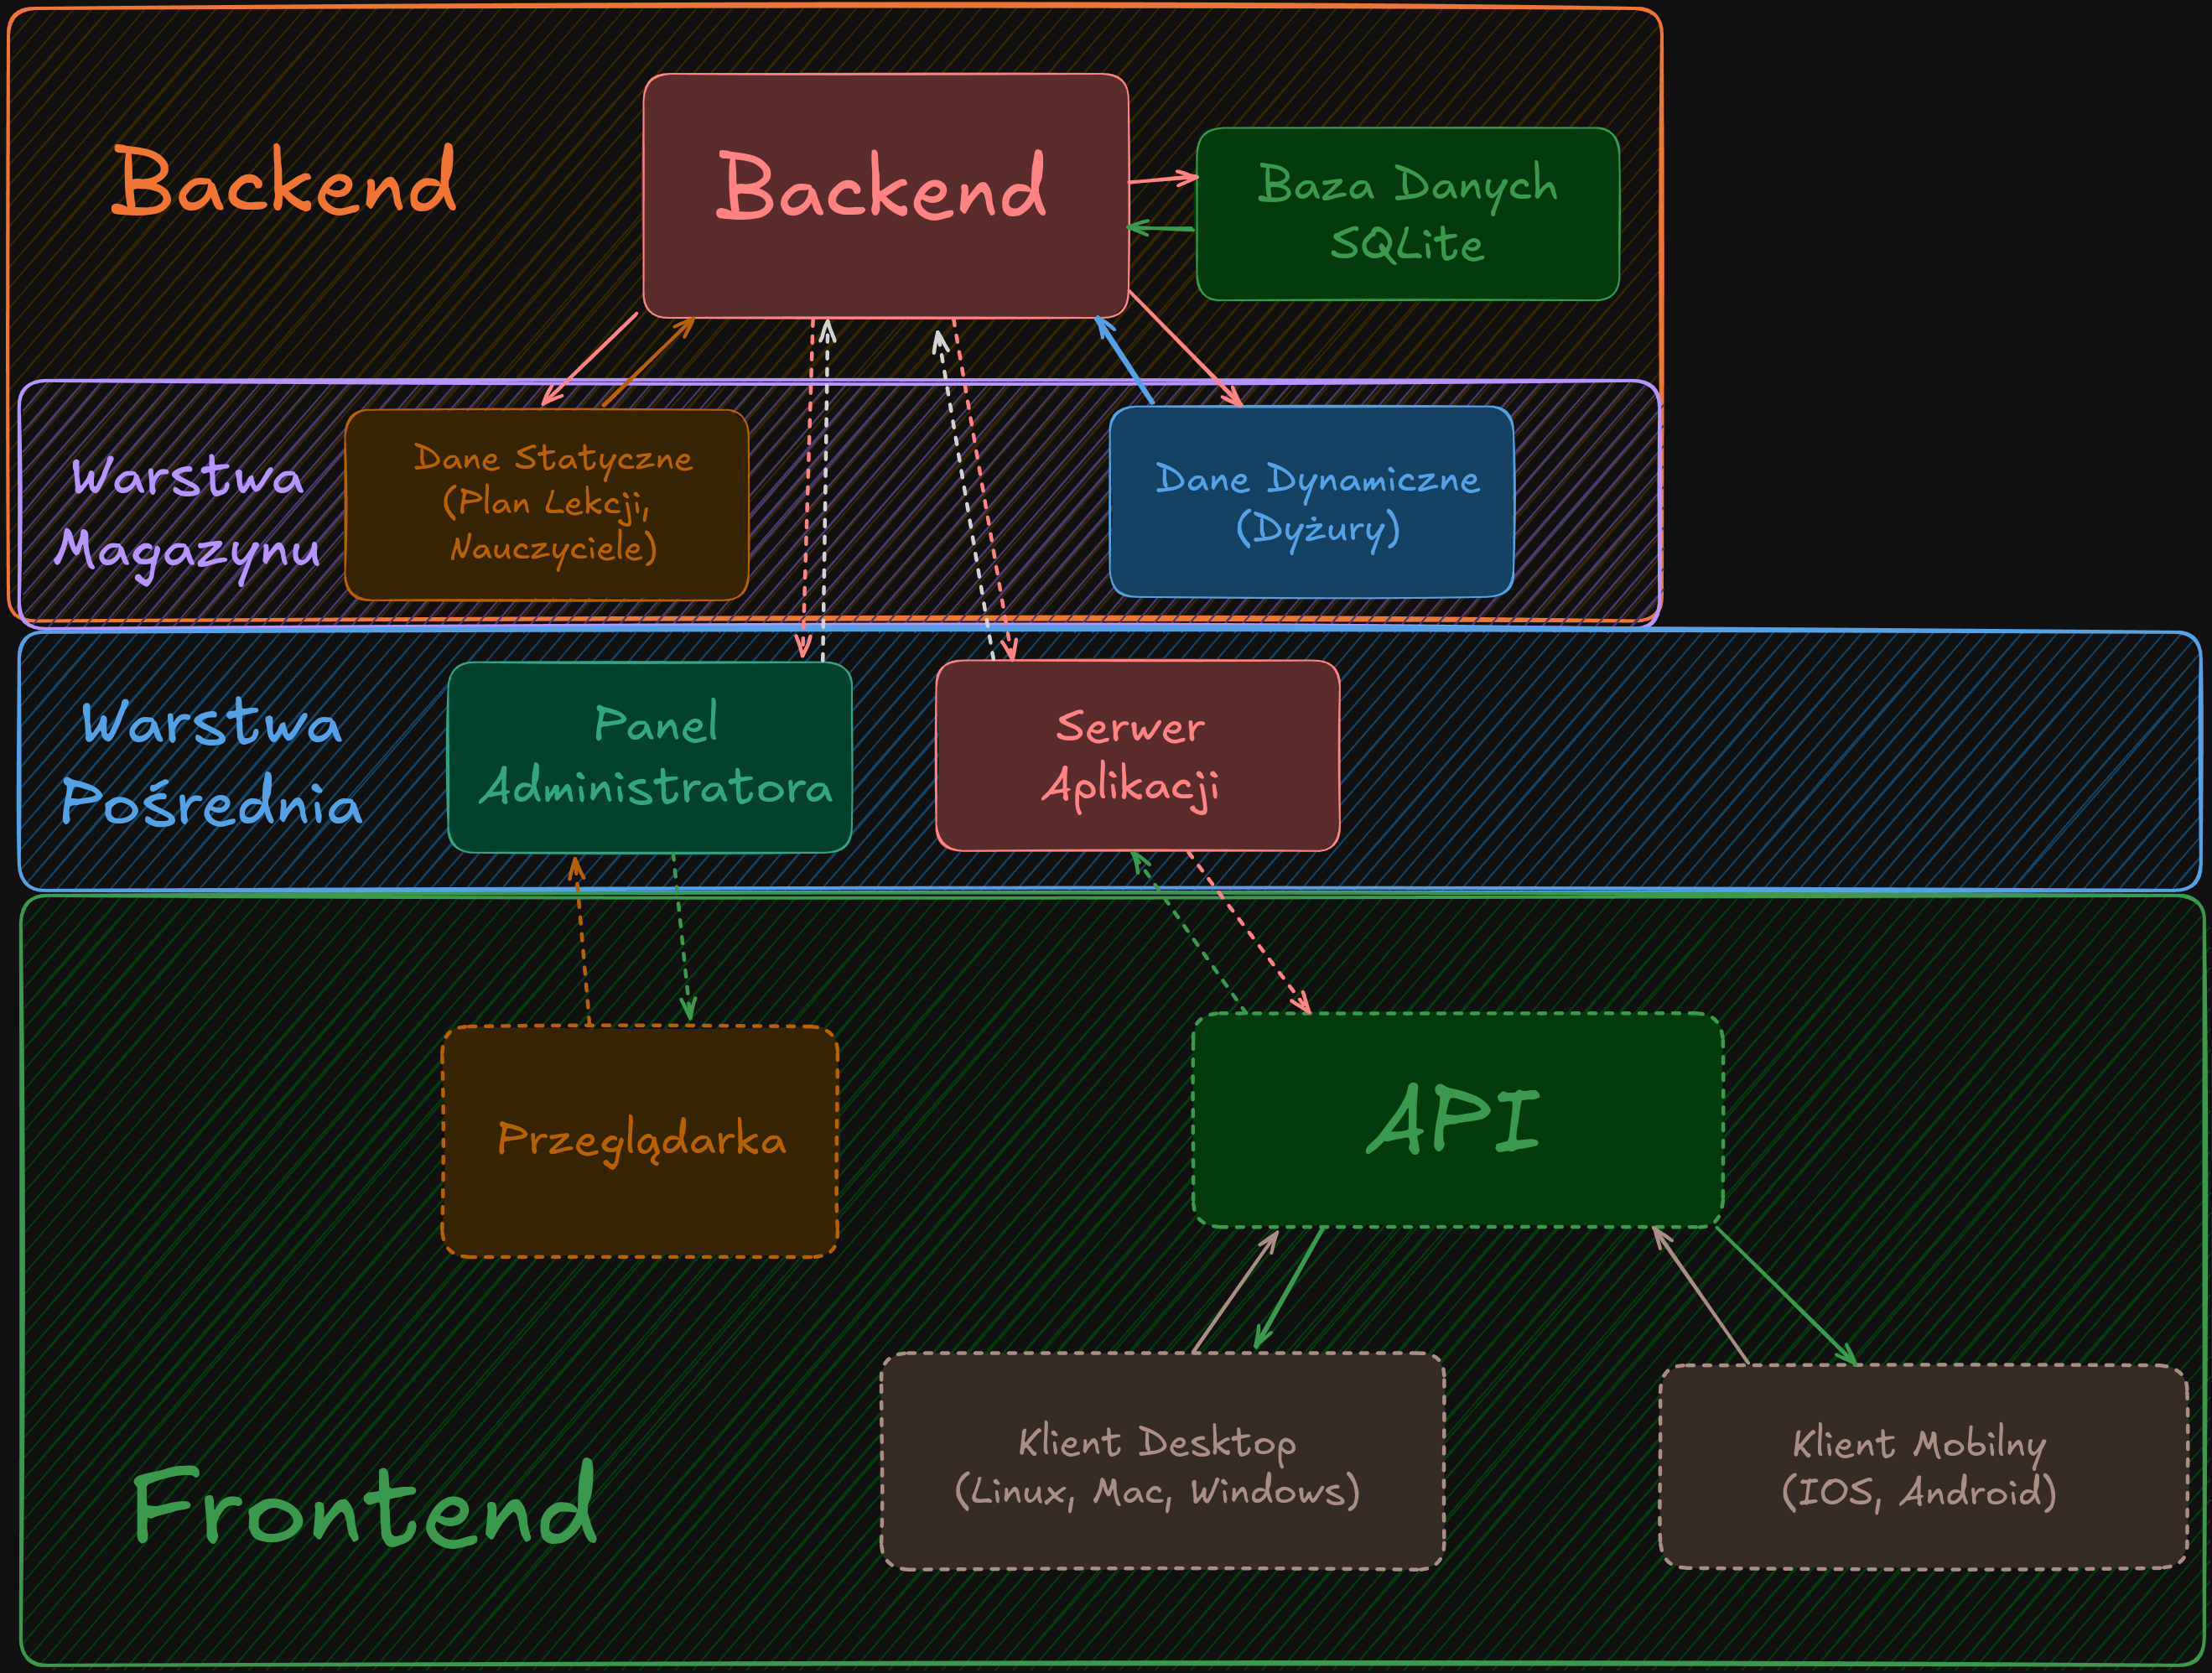 Backend
Backend
Baza Danych
SQLite
Warstwa
Magazynu
Dane Statyczne
(Plan Lekcji,
Nauczyciele)
Dane Dynamiczne
(Dyżury)
Warstwa
Pośrednia
Panel
Administratora
Serwer
Aplikacji
Przeglądarka
API
Klient Desktop
(Linux, Mac, Windows)
Klient Mobilny
(IOS, Android)
Frontend